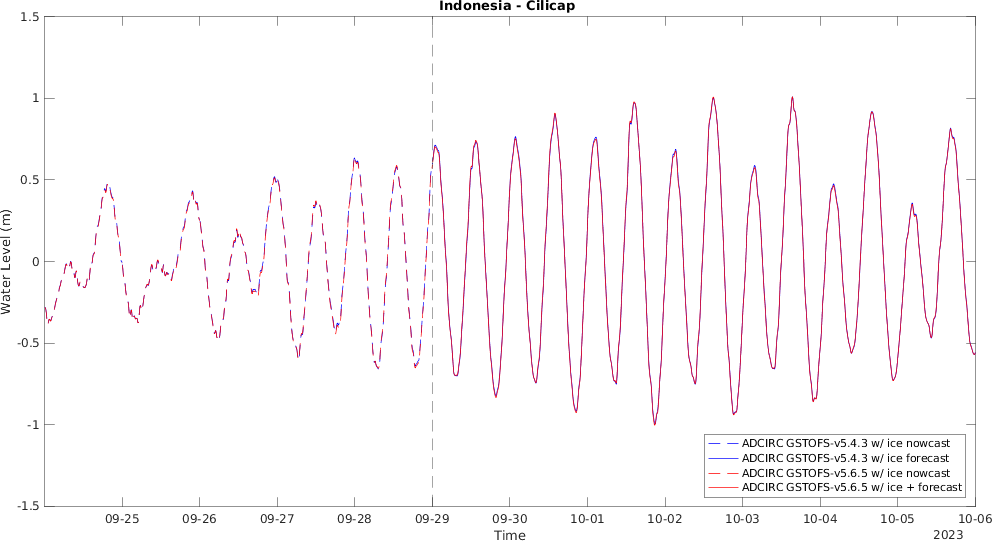 Indonesia - Cilicap
1.5
1
0.5
0
-0.5
-1
-1.5
Water Level (m)
09-25 09-26 09-27 09-28 09-29 09-30 10-01 10-02 10-03 10-04 10-05 10-06
Time
2023
ADCIRC GSTOFS-v5.4.3 w/ ice nowcast
ADCIRC GSTOFS-v5.4.3 w/ ice forecast
ADCIRC GSTOFS-v5.6.5 w/ ice nowcast
ADCIRC GSTOFS-v5.6.5 w/ ice + forecast